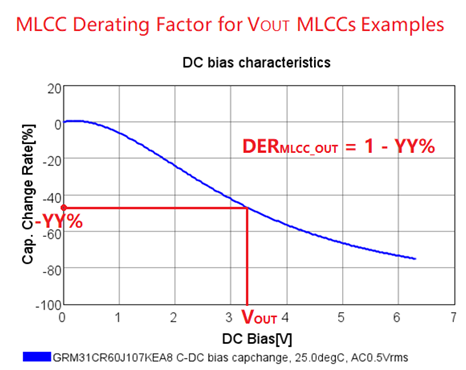 MLCC Derating Factor for VOUT MLCCs Examples
DC bias characteristics
Cap. Change Rate[%]
20
0
-20
-40
-60
-80
-100
DERMLCC_OUT = 1 - YY%
-YY%
0 1 2 3 VOUT 4 5 6 7
DC Bias[V]
GRM31CR60J107KEA8 C-DC bias capchange, 25.0degC, AC0.5Vrms